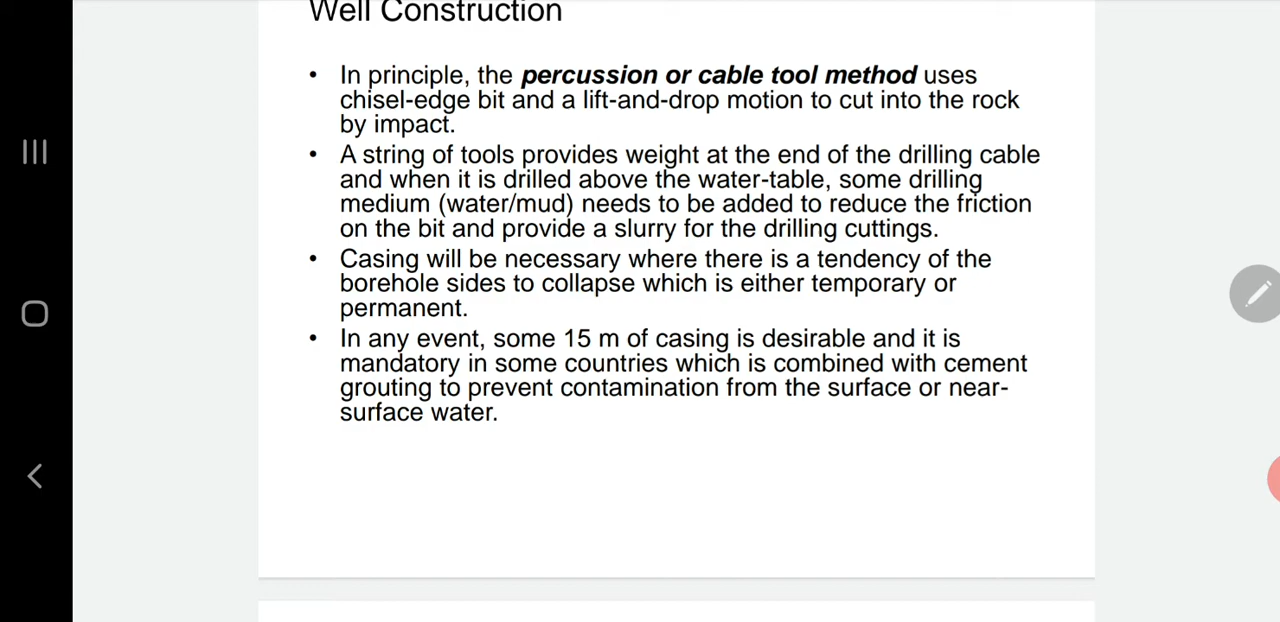 Well Construction
• In principle, the percussion or cable tool method uses
chisel-edge bit and a lift-and-drop motion to cut into the rock
by impact.
• A string of tools provides weight at the end of the drilling cable
and when it is drilled above the water-table, some drilling
medium (water/mud) needs to be added to reduce the friction
on the bit and provide a slurry for the drilling cuttings.
• Casing will be necessary where there is a tendency of the
borehole sides to collapse which is either temporary or
permanent.
• In any event, some 15 m of casing is desirable and it is
mandatory in some countries which is combined with cement
grouting to prevent contamination from the surface or near-
surface water.